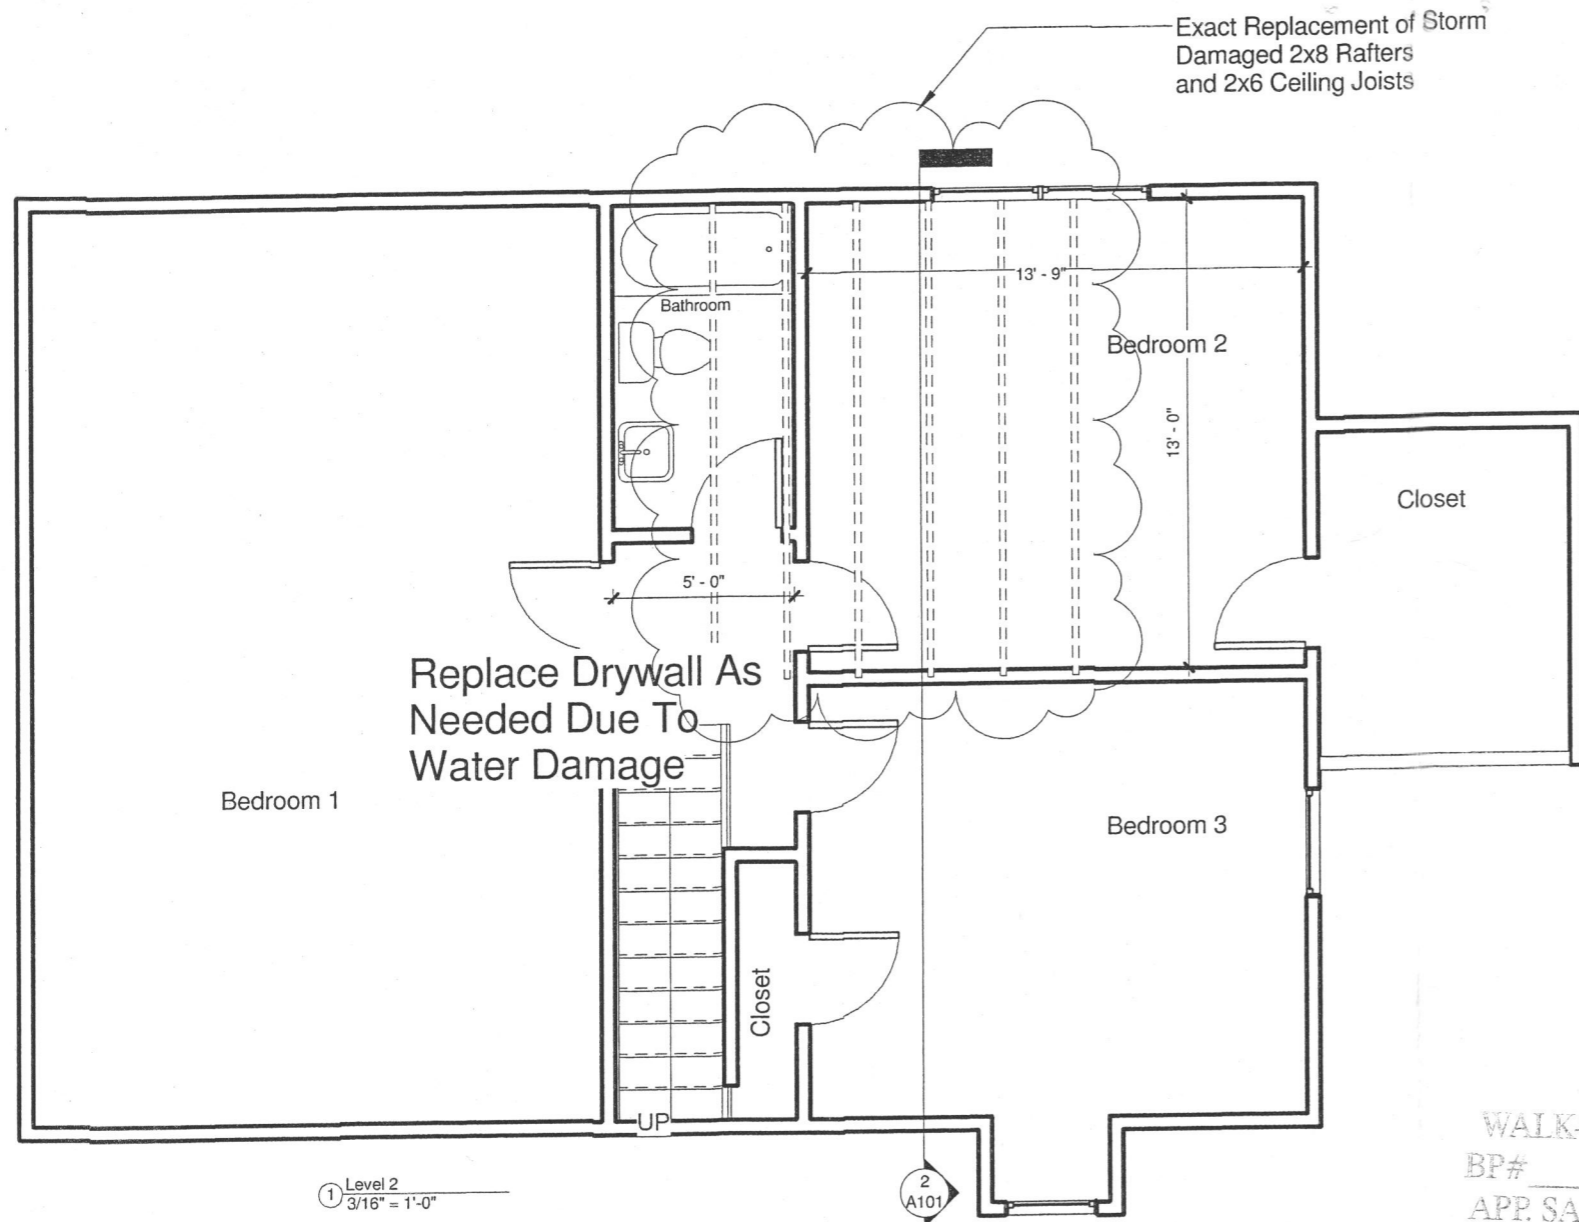 Exact Replacement of Storm
Damaged 2x8 Rafters
and 2x6 Ceiling Joists
13' - 9"
Bathroom
Bedroom 2
13' - 0"
Closet
5' - 0"
Replace Drywall As
Needed Due To
Water Damage
Bedroom 1
Bedroom 3
Closet
UP
1 Level 2
3/16" = 1'-0"
2
A101
WALK-
BP#
APP. SA